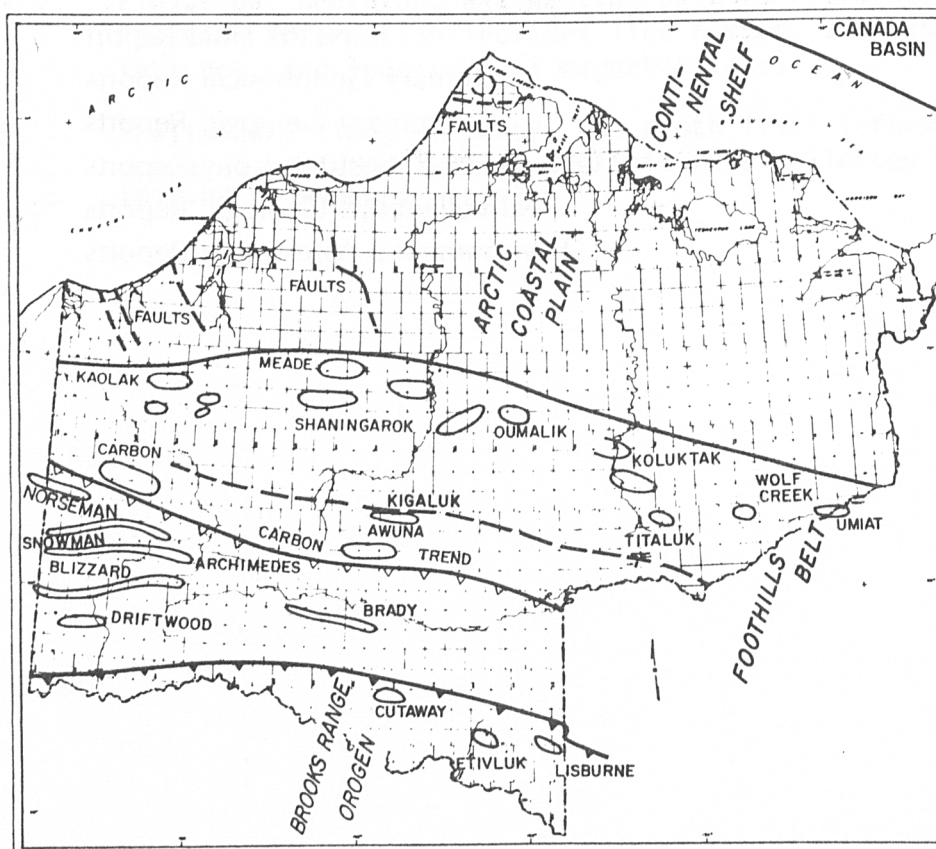 CANADA
BASIN
ARCTIC
OCEAN
CONTI-
NENTAL
SHELF
FAULTS
ARCTIC
COASTAL
PLAIN
FAULTS
FAULTS
MEADE
KAOLAK
SHANINGAROK
OUMALIK
KOLUKTAK
CARBON
WOLF
CREEK
NORSEMAN
KIGALUK
AWUNA
UMIAT
TITALUK
SNOWMAN
CARBON
TREND
ARCHIMEDES
BLIZZARD
FOOTHILLS
BELT
DRIFTWOOD
BRADY
CUTAWAY
BROOKS RANGE
OROGEN
ETIVLUK
LISBURNE